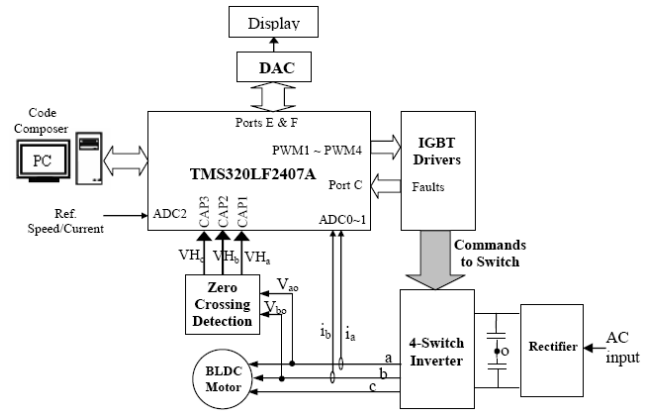 Display
DAC
Code
Composer
Ports E & F
PWM1 ~ PWM4
IGBT
Drivers
PC
TMS320LF2407A
Port C
Faults
Ref.
Speed/Current
ADC2
CAP3
CAP2
CAP1
ADC0~1
VHc
VHb
VHa
Commands
to Switch
Zero
Crossing
Detection
Vao
Vbo
ib
ia
4-Switch
Inverter
o
Rectifier
AC
input
BLDC
Motor
a
b
c